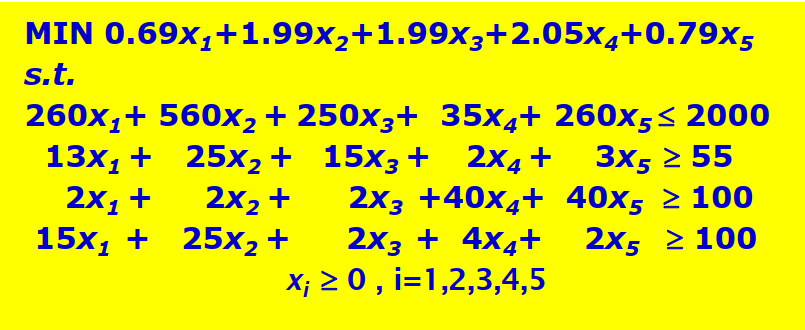 MIN 0.69x₁+1.99x₂+1.99x₃+2.05x₄+0.79x₅
s.t.
260x₁+ 560x₂ + 250x₃+ 35x₄+ 260x₅ ≤ 2000
13x₁ + 25x₂ + 15x₃ + 2x₄ + 3x₅ ≥ 55
2x₁ + 2x₂ + 2x₃ +40x₄+ 40x₅ ≥ 100
15x₁ + 25x₂ + 2x₃ + 4x₄+ 2x₅ ≥ 100
xᵢ ≥ 0 , i=1,2,3,4,5